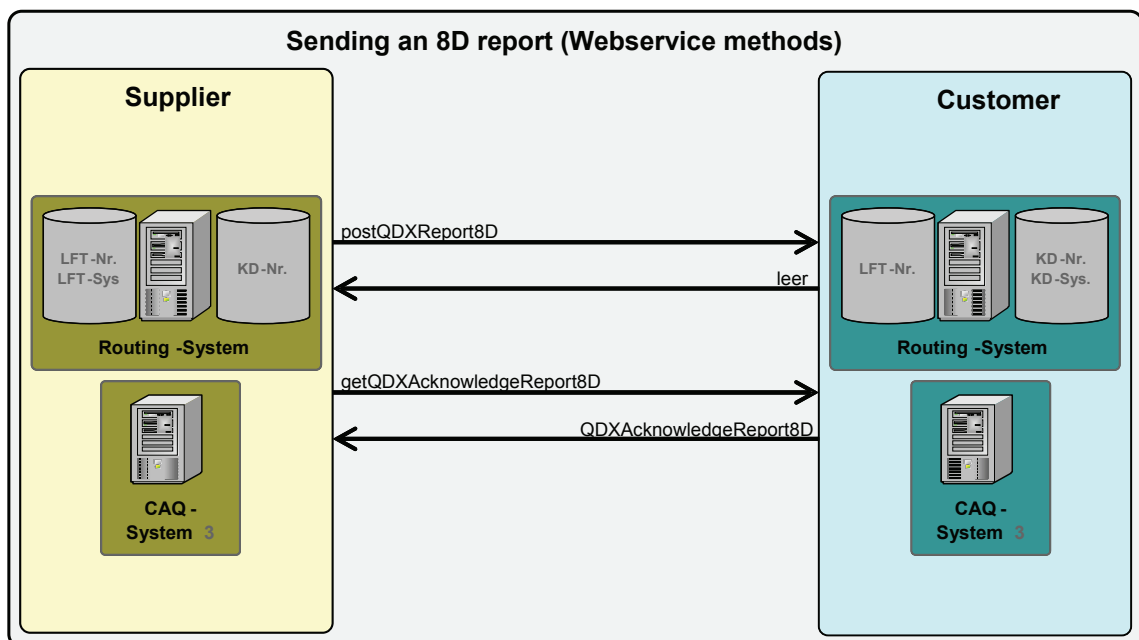 Sending an 8D report (Webservice methods)
Supplier
Customer
LFT-Nr.
LFT-Sys
KD-Nr.
Routing -System
postQDXReport8D
leer
LFT-Nr.
KD-Nr.
KD-Sys.
Routing -System
getQDXAcknowledgeReport8D
QDXAcknowledgeReport8D
CAQ -
System 3
CAQ -
System 3